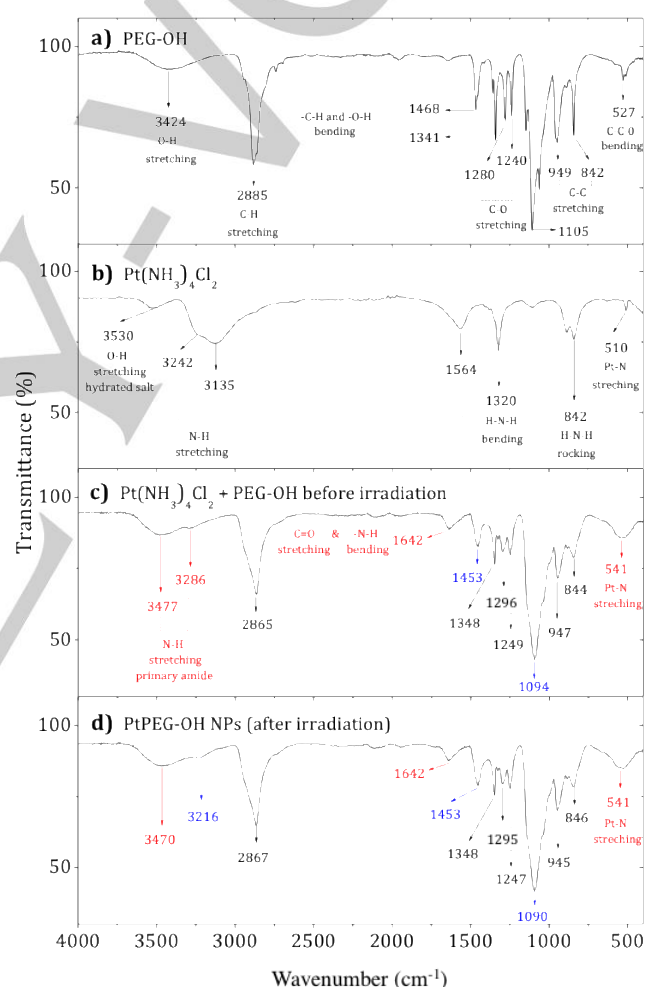 Transmittance (%)
100
50
a) PEG-OH
3424
O-H
stretching
2885
C-H
stretching
-C-H and -O-H
bending
1468
1341
1280
1240
C-O
stretching
1105
949
842
C-C
stretching
527
C-C-O
bending
100
50
b) Pt(NH3)4Cl2
3530
O-H
stretching
hydrated salt
3242
3135
N-H
stretching
1564
1320
H-N-H
bending
842
H-N-H
rocking
510
Pt-N
streching
100
50
c) Pt(NH3)4Cl2 + PEG-OH before irradiation
3477
3286
N-H
stretching
primary amide
2865
C=O & -N-H
stretching bending
1642
1453
1348
1296
1249
1094
947
844
541
Pt-N
streching
100
50
d) PtPEG-OH NPs (after irradiation)
3470
3216
2867
1642
1453
1348
1295
1247
1090
945
846
541
Pt-N
streching
4000 3500 3000 2500 2000 1500 1000 500
Wavenumber (cm-1)